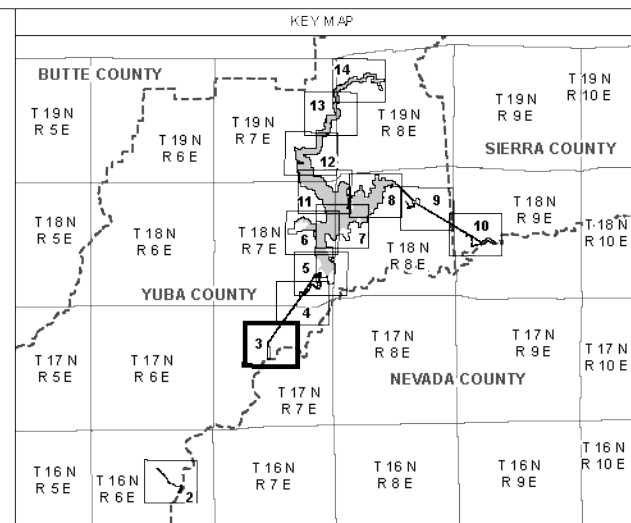 KEY MAP
BUTTE COUNTY
14
T 19 N
R 5 E
T 19 N
R 6 E
T 19 N
R 7 E
13
T 19 N
R 8 E
T 19 N
R 9 E
T 19 N
R 10 E
SIERRA COUNTY
12
11
8
9
10
T 18 N
R 5 E
T 18 N
R 6 E
T 18 N
R 7 E
6
7
T 18 N
R 8 E
T 18 N
R 9 E
T 18 N
R 10 E
5
YUBA COUNTY
4
3
T 17 N
R 5 E
T 17 N
R 6 E
T 17 N
R 7 E
T 17 N
R 8 E
T 17 N
R 9 E
T 17 N
R 10 E
NEVADA COUNTY
T 16 N
R 5 E
T 16 N
R 6 E
2
T 16 N
R 7 E
T 16 N
R 8 E
T 16 N
R 9 E
T 16 N
R 10 E